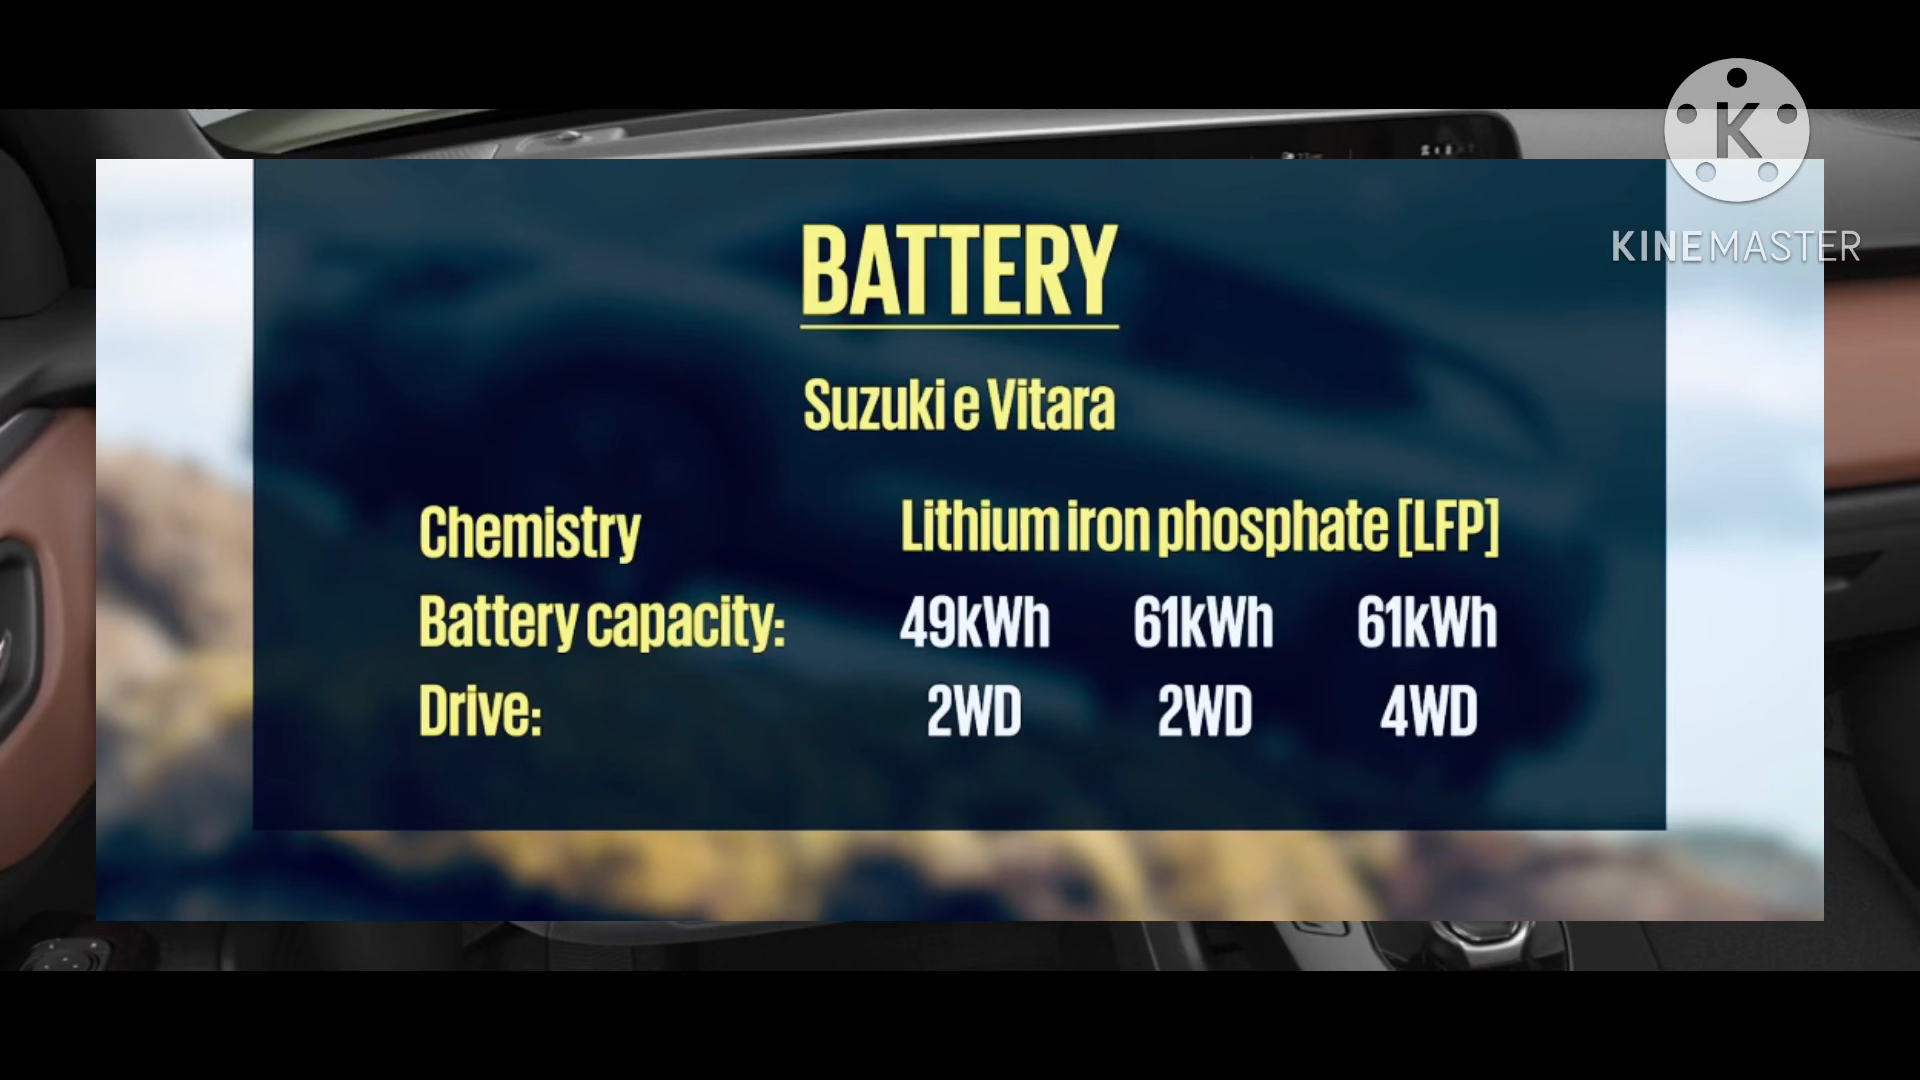 K
KINEMASTER
BATTERY
Suzuki e Vitara
Chemistry Lithium iron phosphate [LFP]
Battery capacity: 49kWh 61kWh 61kWh
Drive: 2WD 2WD 4WD